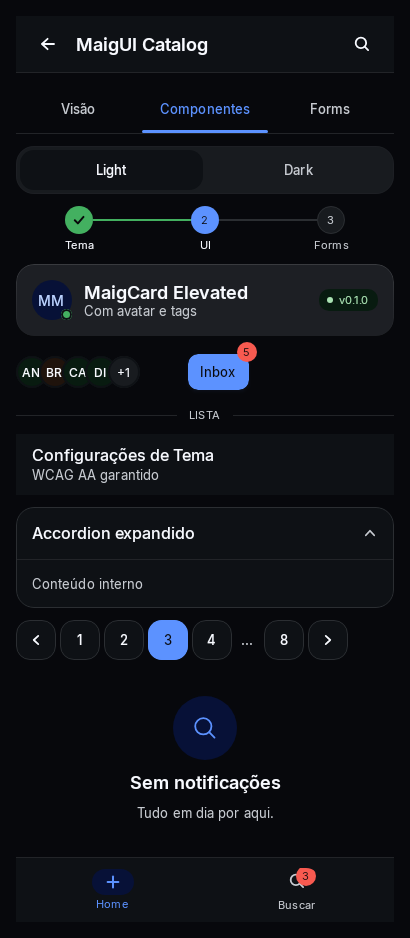 MaigUI Catalog
Visão Componentes Forms
Light Dark
2 3
Tema UI Forms
MM MaigCard Elevated v0.1.0
Com avatar e tags
AN BR CA DI +1 Inbox 5
LISTA
Configurações de Tema
WCAG AA garantido
Accordion expandido
Conteúdo interno
1 2 3 4 ... 8
Sem notificações
Tudo em dia por aqui.
3
Home Buscar